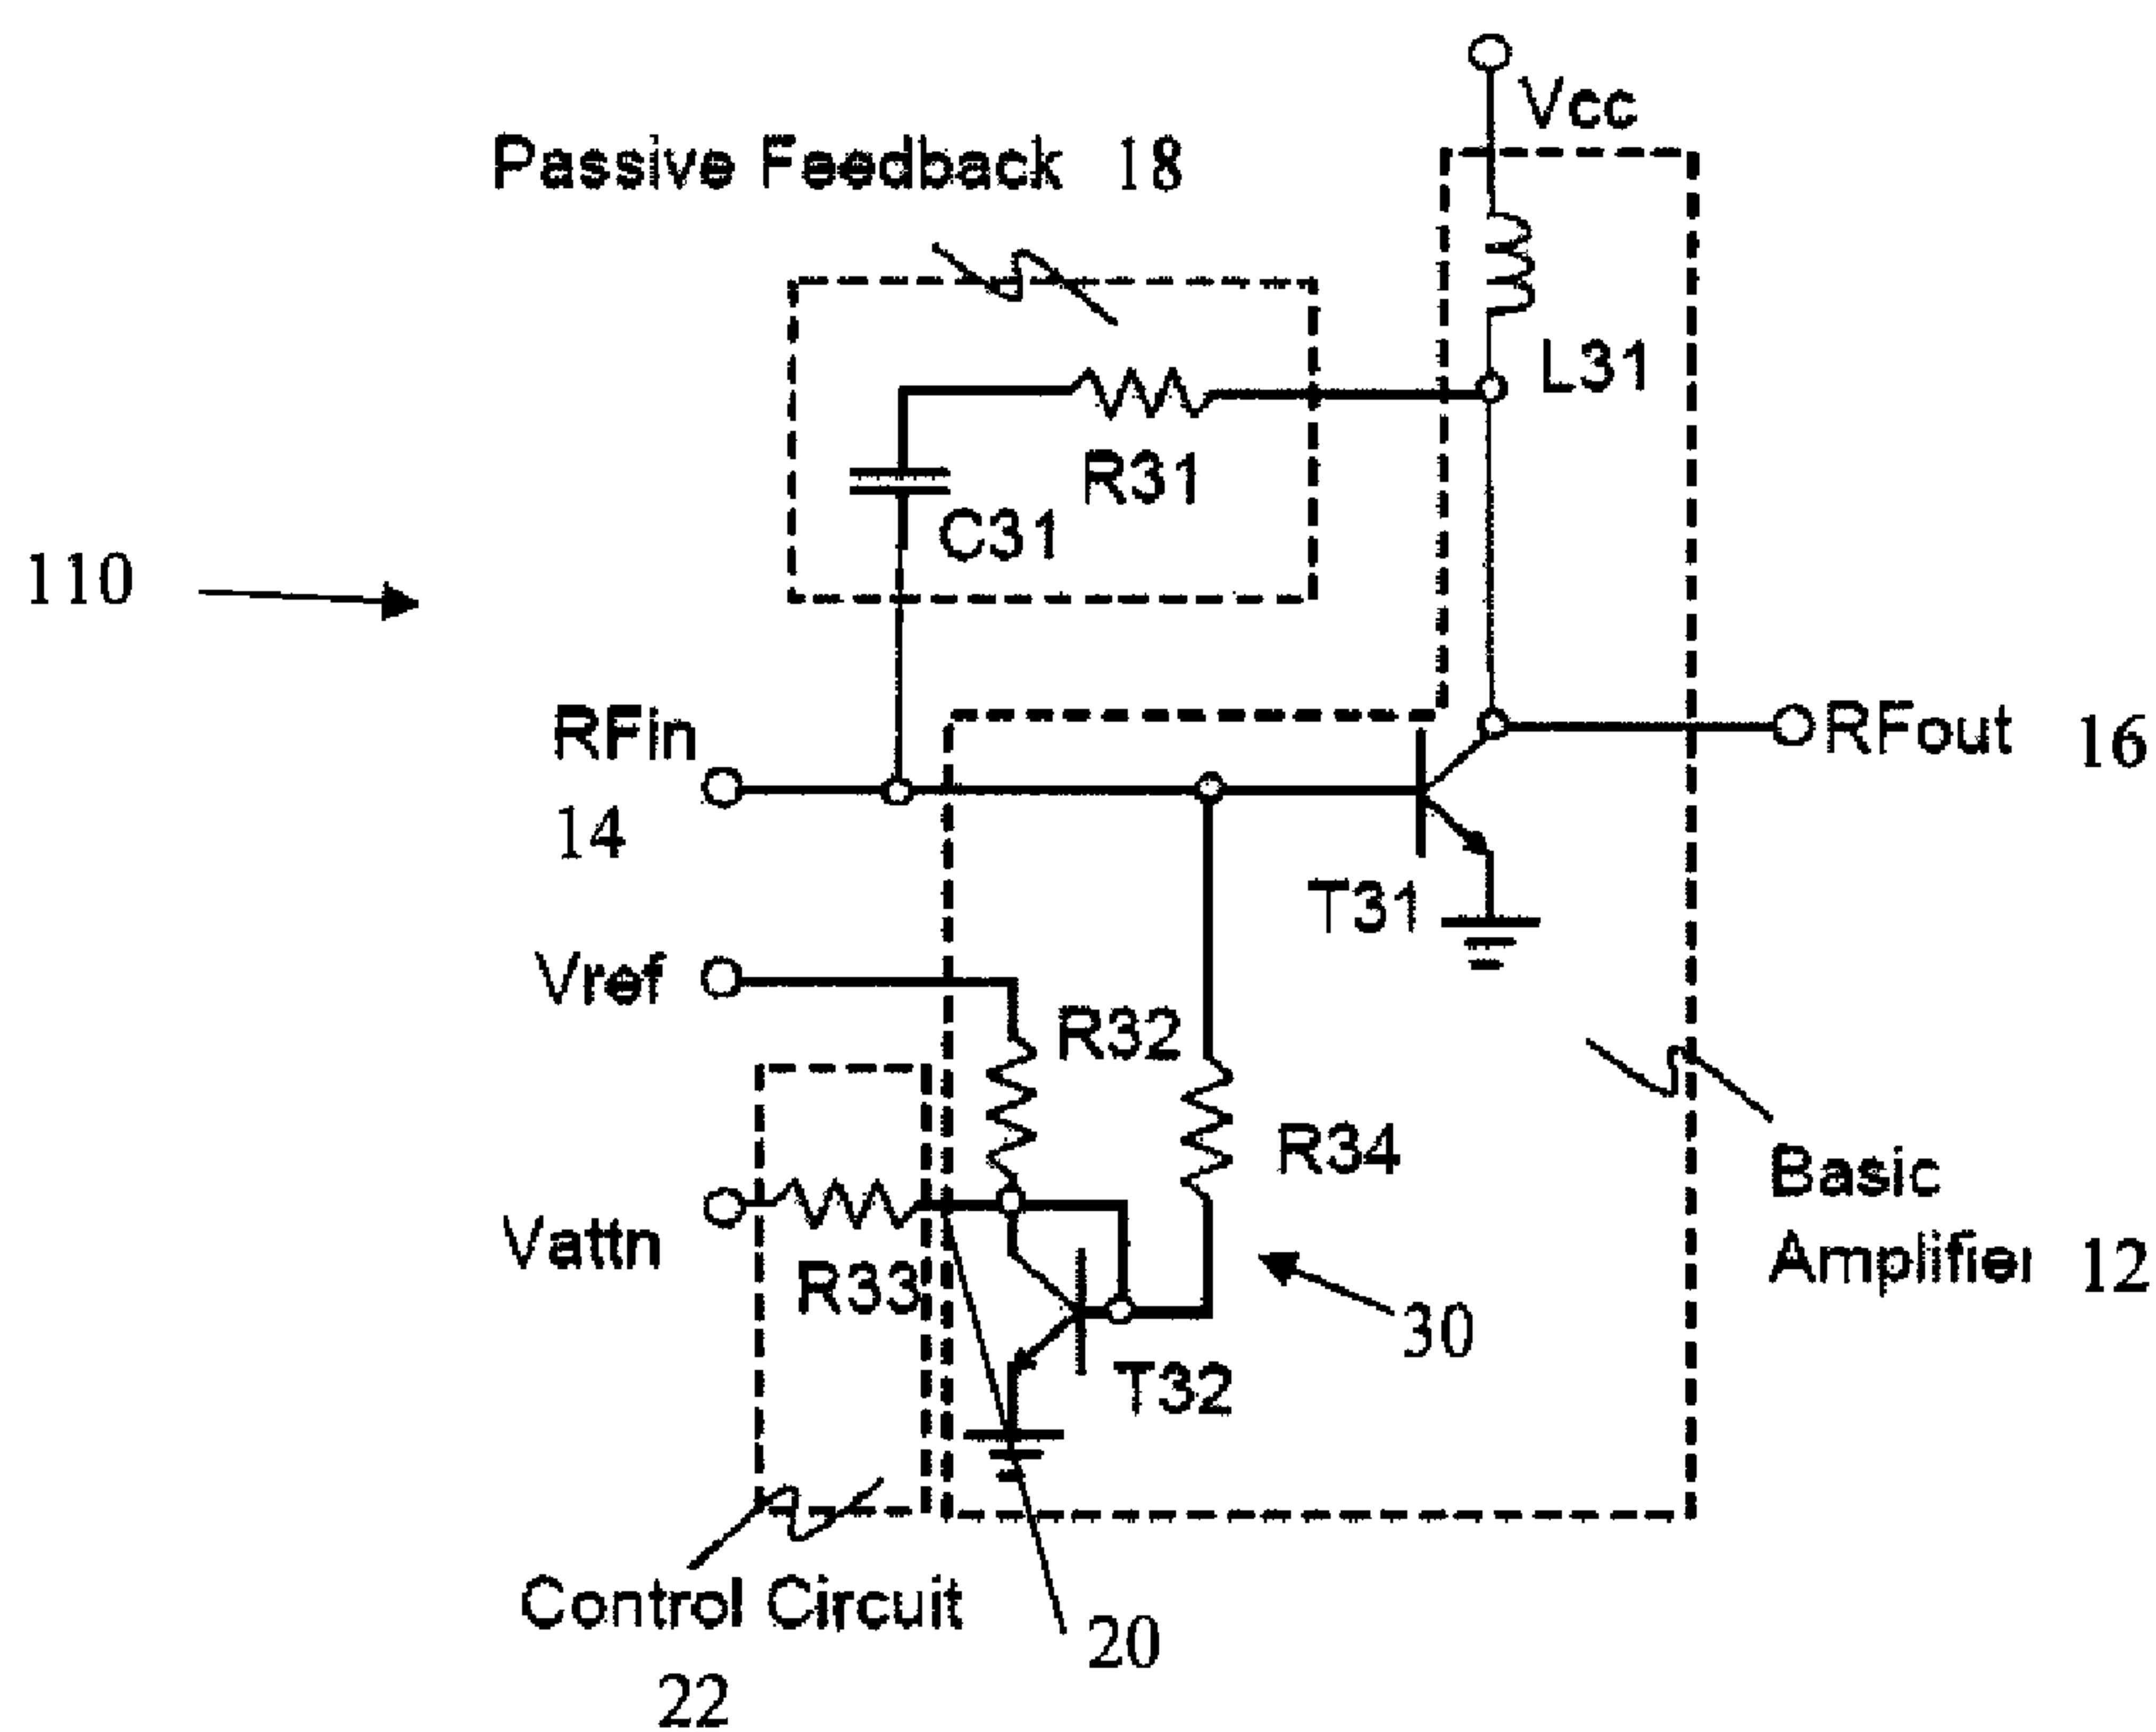 Vcc
Passive Feedback 18
L31
R31
C31
110
RFin
14
RFout 16
T31
Vref
R32
R34
Basic
Amplifier 12
Vattn
R33
30
T32
Control Circuit
22
20